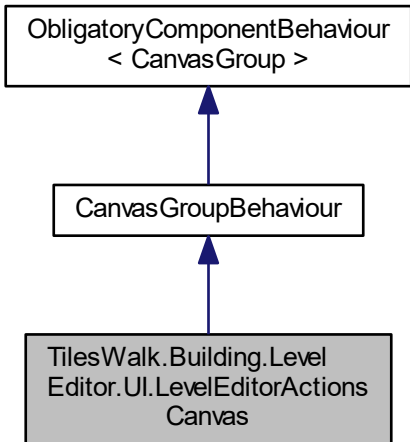 ObligatoryComponentBehaviour
< CanvasGroup >
CanvasGroupBehaviour
TilesWalk.Building.Level
Editor.UI.LevelEditorActions
Canvas